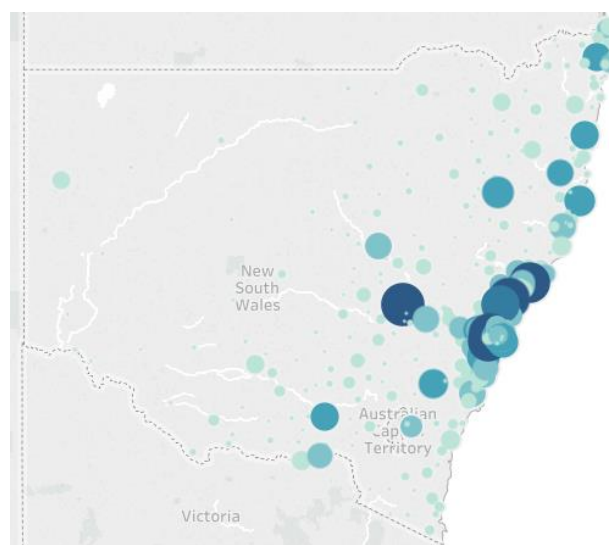 New
South
Wales
Australian
Capital
Territory
Victoria